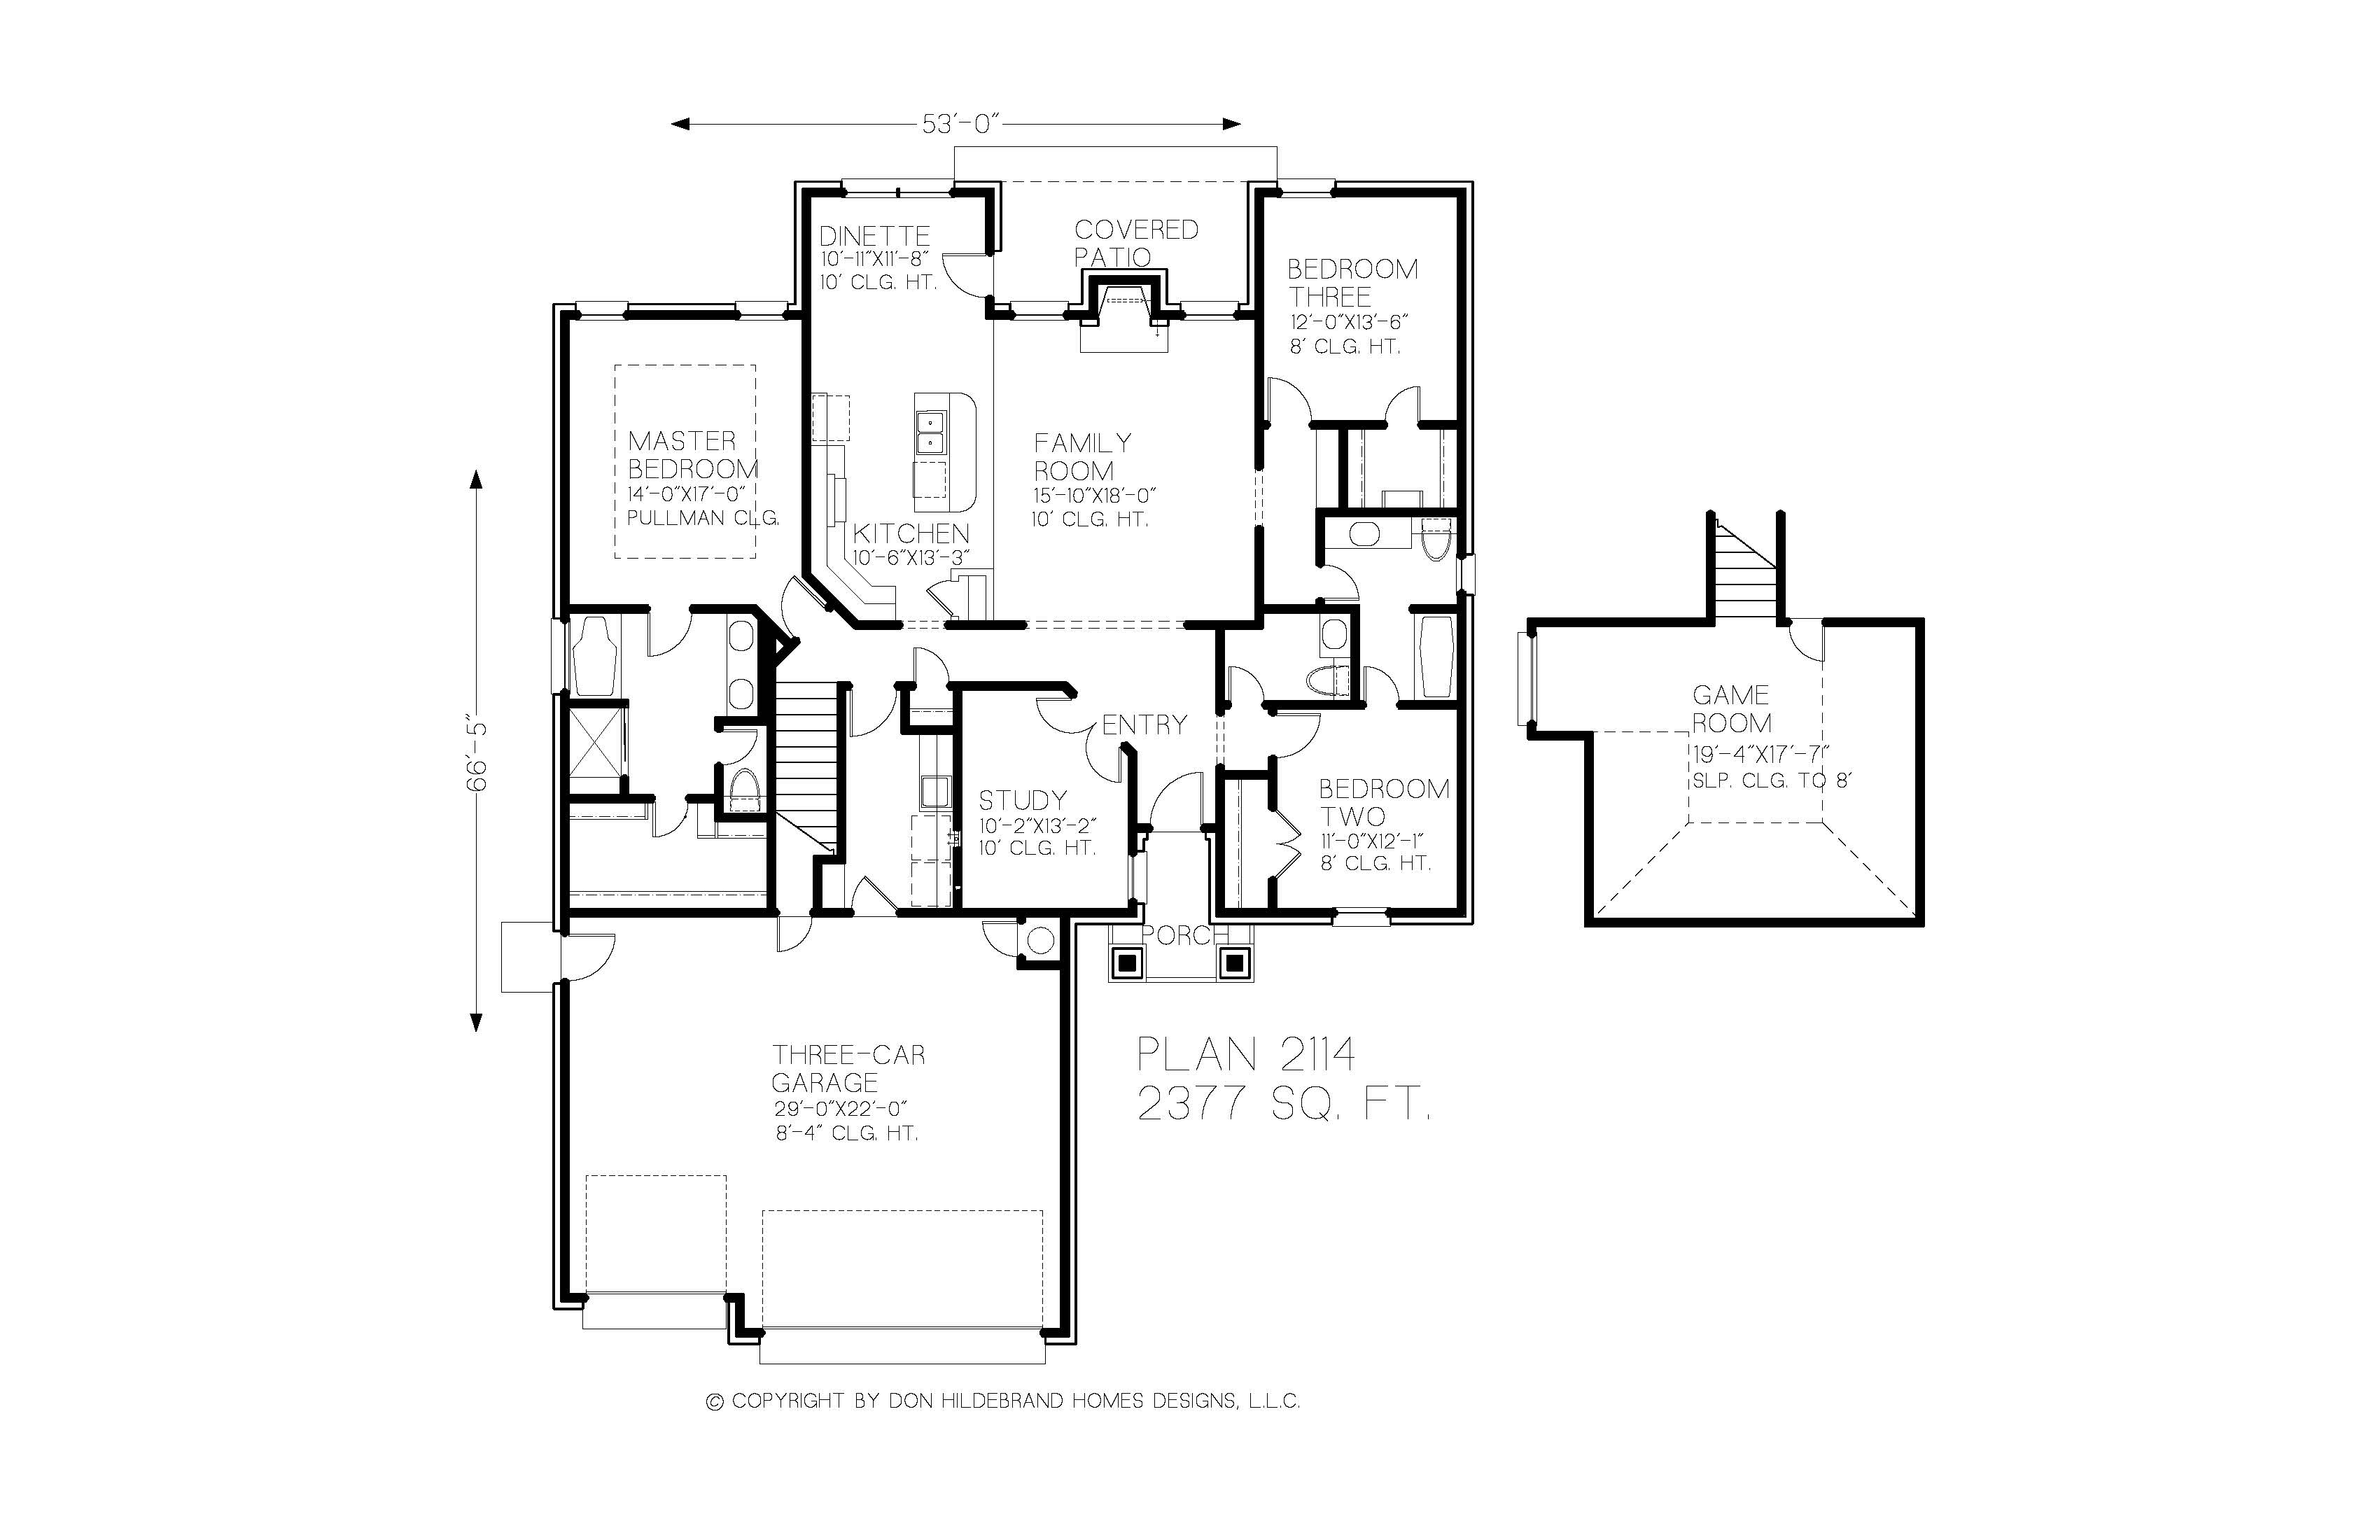 53'-0"
DINETTE
10'-11"X11'-8"
10' CLG. HT.
COVERED
PATIO
BEDROOM
THREE
12'-0"X13'-6"
8' CLG. HT.
MASTER
BEDROOM
14'-0"X17'-0"
PULLMAN CLG.
FAMILY
ROOM
15'-10"X18'-0"
10' CLG. HT.
KITCHEN
10'-6"X13'-3"
66'-5"
ENTRY
STUDY
10'-2"X13'-2"
10' CLG. HT.
BEDROOM
TWO
11'-0"X12'-1"
8' CLG. HT.
GAME
ROOM
19'-4"X17'-7"
SLP. CLG. TO 8'
PORCH
THREE-CAR
GARAGE
29'-0"X22'-0"
8'-4" CLG. HT.
PLAN 2114
2377 SQ. FT.
© COPYRIGHT BY DON HILDEBRAND HOMES DESIGNS, L.L.C.